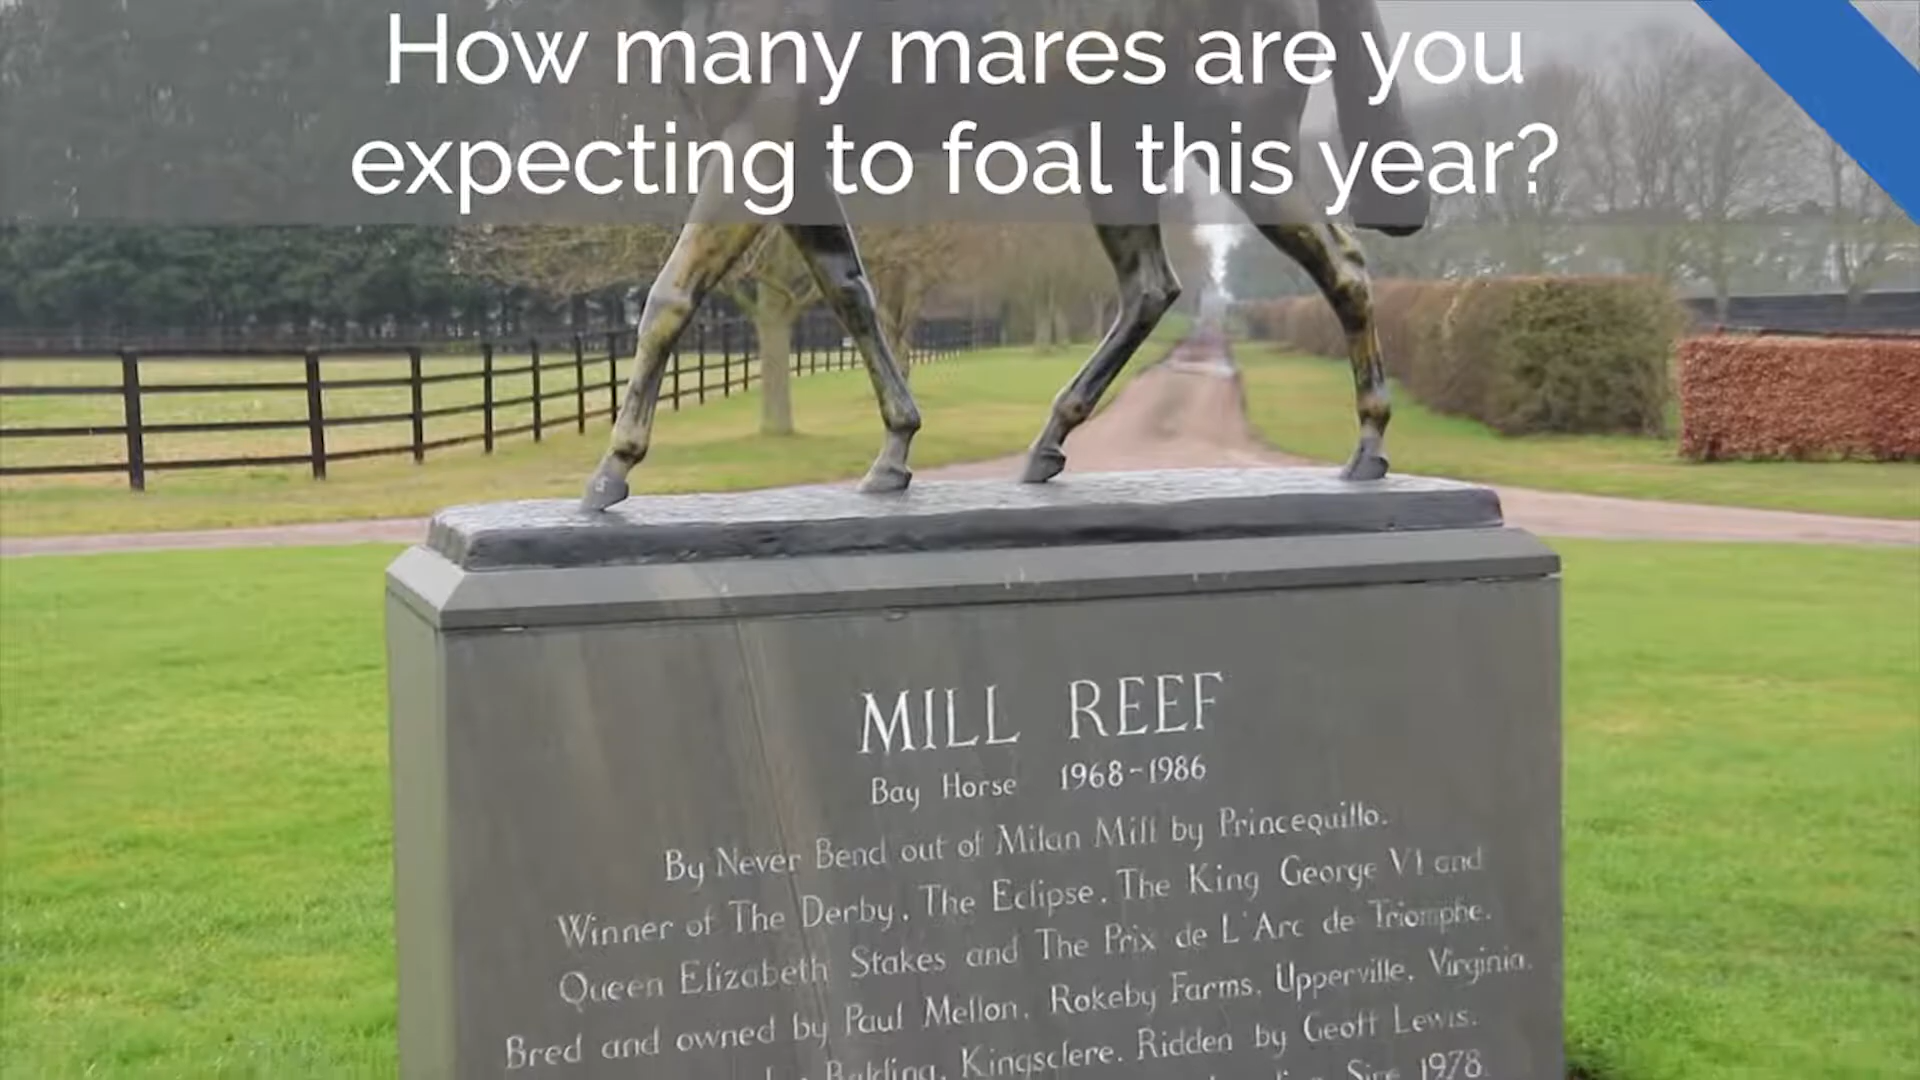 How many mares are you
expecting to foal this year?
MILL REEF
Bay Horse 1968-1986
By Never Bend out of Milan Mill by Princequillo.
Winner of The Derby, The Eclipse, The King George VI and
Queen Elizabeth Stakes and The Prix de L'Arc de Triomphe.
Bred and owned by Paul Mellon, Rokeby Farms, Upperville, Virginia.
Balding, Kingsclere. Ridden by Geoff Lewis.
Sire 1978.